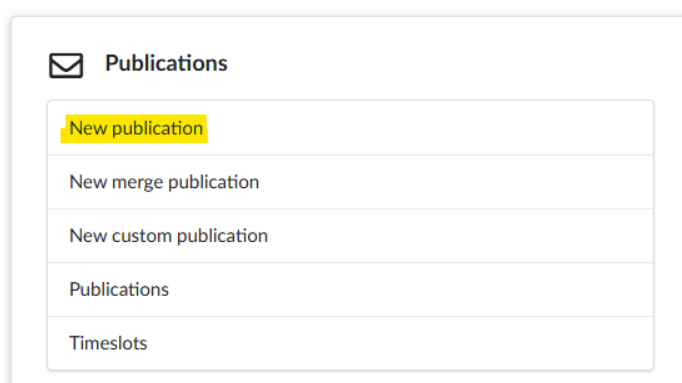 Publications
New publication
New merge publication
New custom publication
Publications
Timeslots